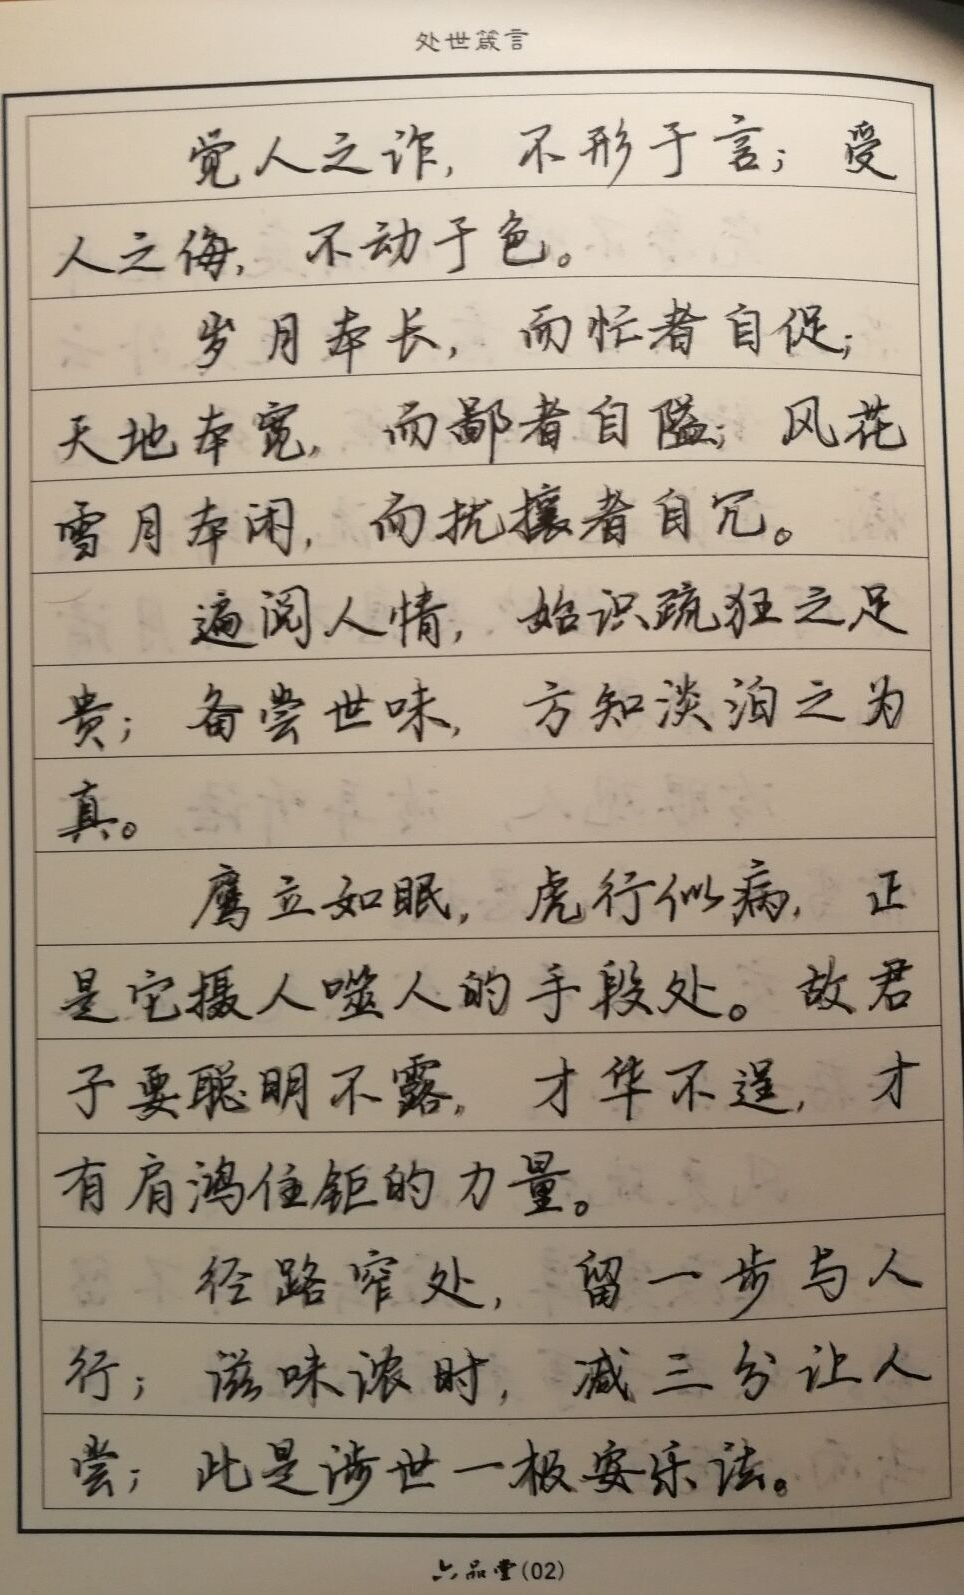 处世箴言
觉人之诈，不形于言；受
人之侮，不动于色。
岁月本长，而忙者自促；
天地本宽，而鄙者自隘；风花
雪月本闲，而扰攘者自冗。
遍阅人情，始识疏狂之足
贵；备尝世味，方知淡泊之为
真。
鹰立如眠，虎行似病，正
是它摄人噬人的手段处。故君
子要聪明不露，才华不逞，才
有肩鸿任钜的力量。
径路窄处，留一步与人
行；滋味浓时，减三分让人
尝；此是涉世一极安乐法。
六品堂(02)